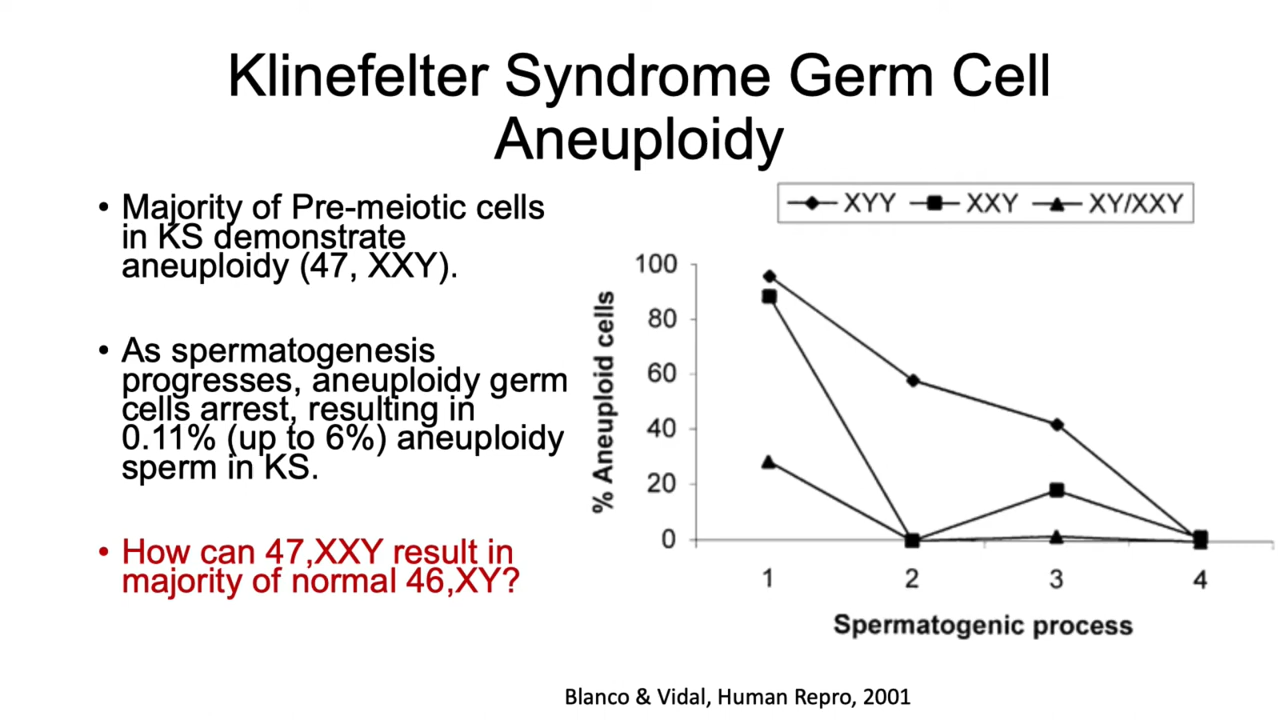 Klinefelter Syndrome Germ Cell
Aneuploidy
• Majority of Pre-meiotic cells
in KS demonstrate
aneuploidy (47, XXY).
• As spermatogenesis
progresses, aneuploidy germ
cells arrest, resulting in
0.11% (up to 6%) aneuploidy
sperm in KS.
• How can 47,XXY result in
majority of normal 46,XY?
XYY XXY XY/XXY
% Aneuploid cells
100
80
60
40
20
0
1 2 3 4
Spermatogenic process
Blanco & Vidal, Human Repro, 2001